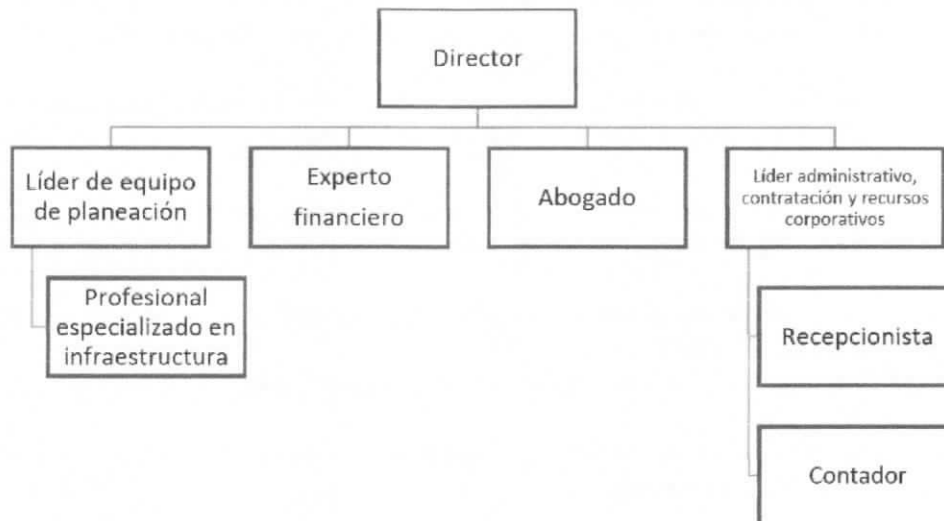 Director
Líder de equipo
de planeación
Experto
financiero
Abogado
Líder administrativo,
contratación y recursos
corporativos
Profesional
especializado en
infraestructura
Recepcionista
Contador